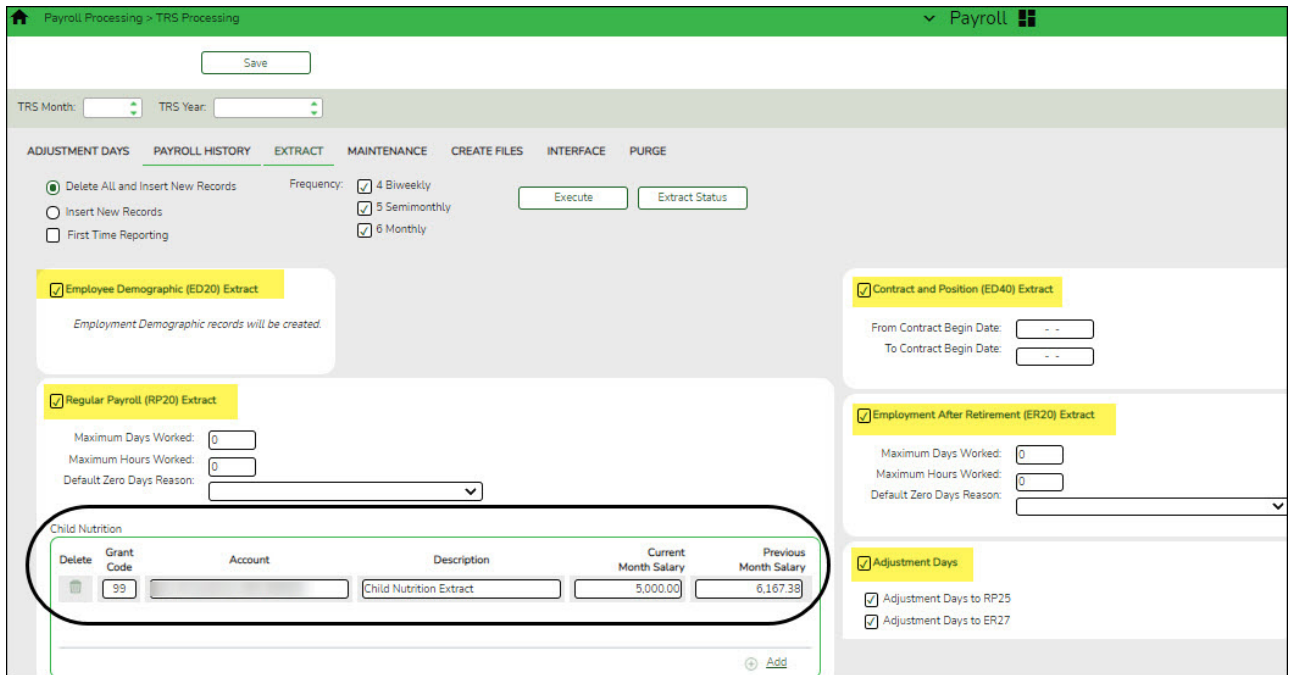 Payroll Processing > TRS Processing
Payroll
Save
TRS Month:
TRS Year:
ADJUSTMENT DAYS PAYROLL HISTORY EXTRACT MAINTENANCE CREATE FILES INTERFACE PURGE
Delete All and Insert New Records
Insert New Records
First Time Reporting
Frequency:
4 Biweekly
5 Semimonthly
6 Monthly
Execute
Extract Status
Employee Demographic (ED20) Extract
Employment Demographic records will be created.
Contract and Position (ED40) Extract
From Contract Begin Date: - -
To Contract Begin Date: - -
Regular Payroll (RP20) Extract
Maximum Days Worked: 0
Maximum Hours Worked: 0
Default Zero Days Reason:
Employment After Retirement (ER20) Extract
Maximum Days Worked: 0
Maximum Hours Worked: 0
Default Zero Days Reason:
Child Nutrition
Delete
Grant
Code
Account
Description
Current
Month Salary
Previous
Month Salary
99 Child Nutrition Extract 5,000.00 6,167.38
Add
Adjustment Days
Adjustment Days to RP25
Adjustment Days to ER27